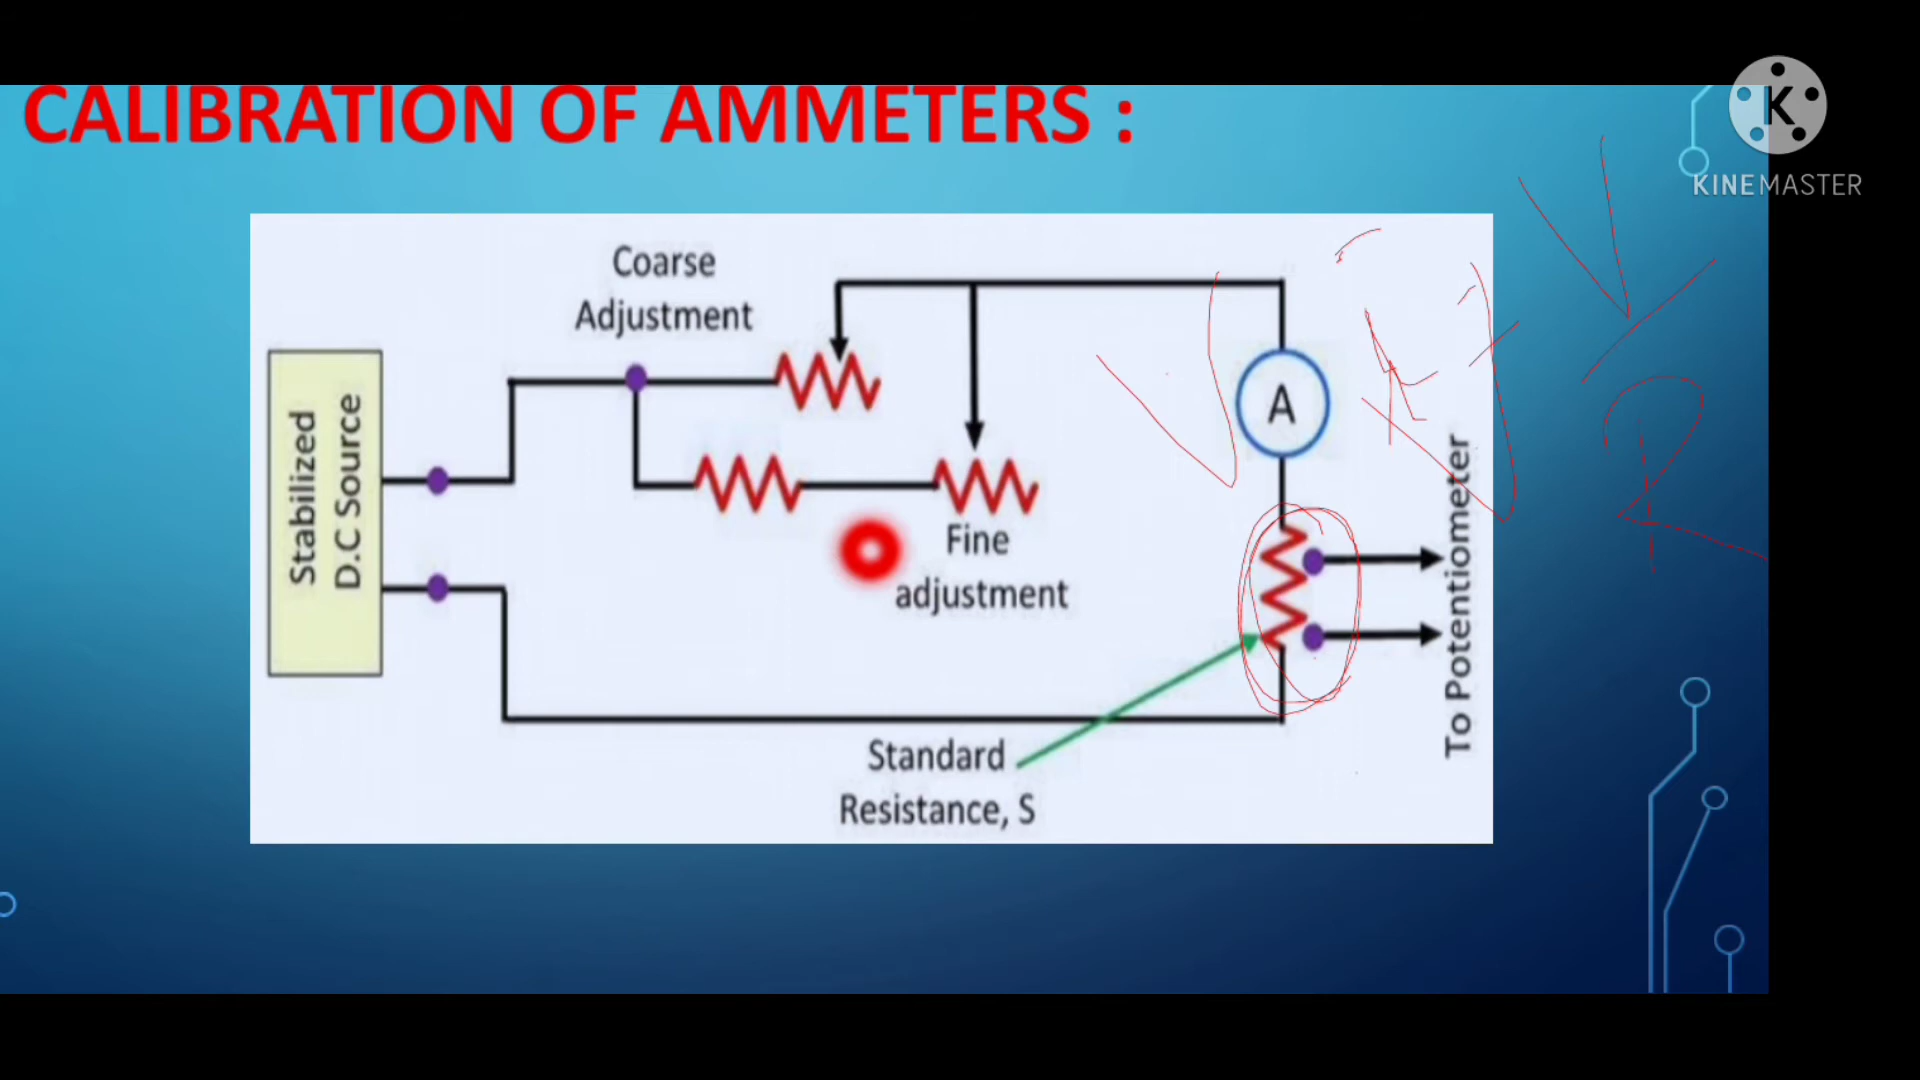 CALIBRATION OF AMMETERS :
K
KINEMASTER
Coarse
Adjustment
Stabilized
D.C Source
A
Fine
adjustment
To Potentiometer
Standard
Resistance, S
V
R